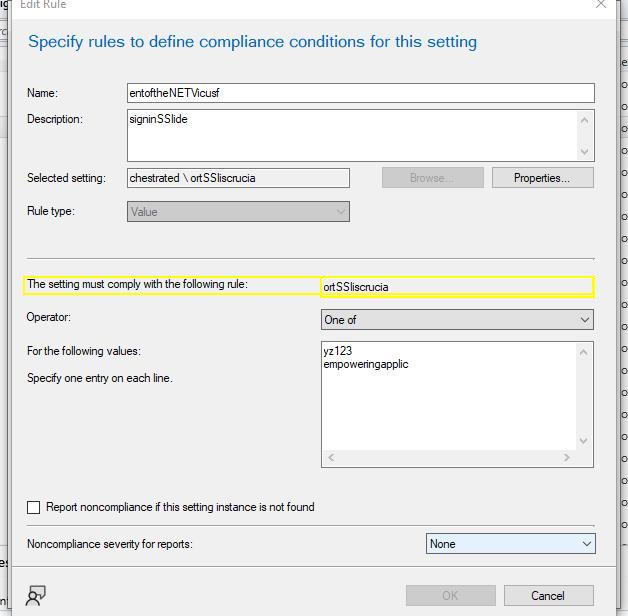 Edit Rule
Specify rules to define compliance conditions for this setting
Name:
entoftheNETVicusf
Description:
signinSSlide
Selected setting:
chestrated \ ortSSliscrucia
Browse...
Properties...
Rule type:
Value
The setting must comply with the following rule:
ortSSliscrucia
Operator:
One of
For the following values:
yz123
empoweringapplic
Specify one entry on each line.
Report noncompliance if this setting instance is not found
Noncompliance severity for reports:
None
OK
Cancel